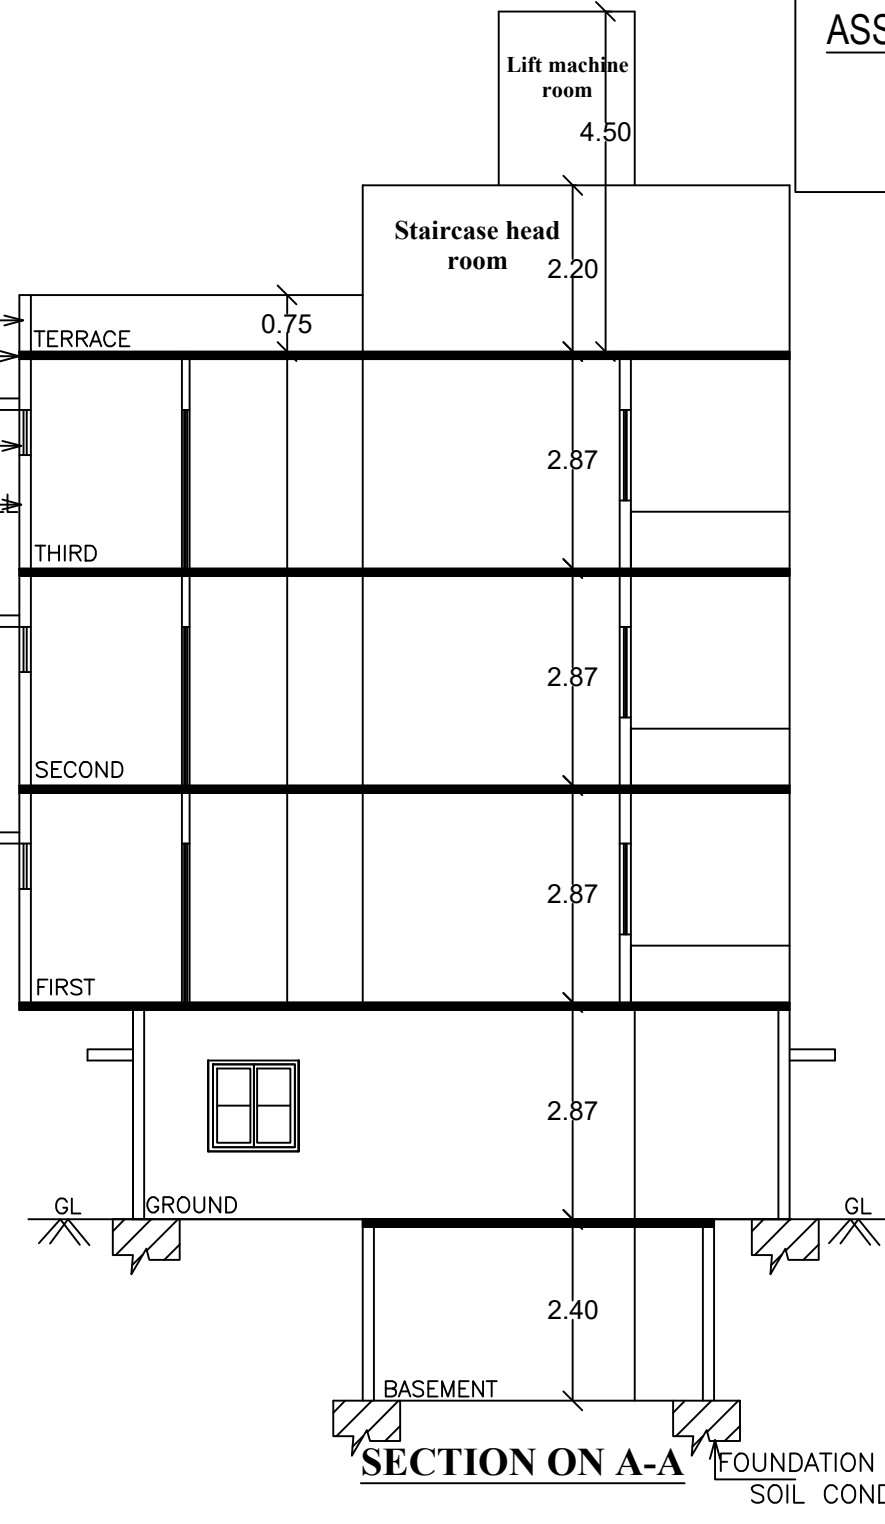 ASS
Lift machine
room
4.50
Staircase head
room
2.20
0.75
TERRACE
2.87
THIRD
2.87
SECOND
2.87
FIRST
2.87
GL
GROUND
GL
2.40
BASEMENT
SECTION ON A-A
FOUNDATION
SOIL COND